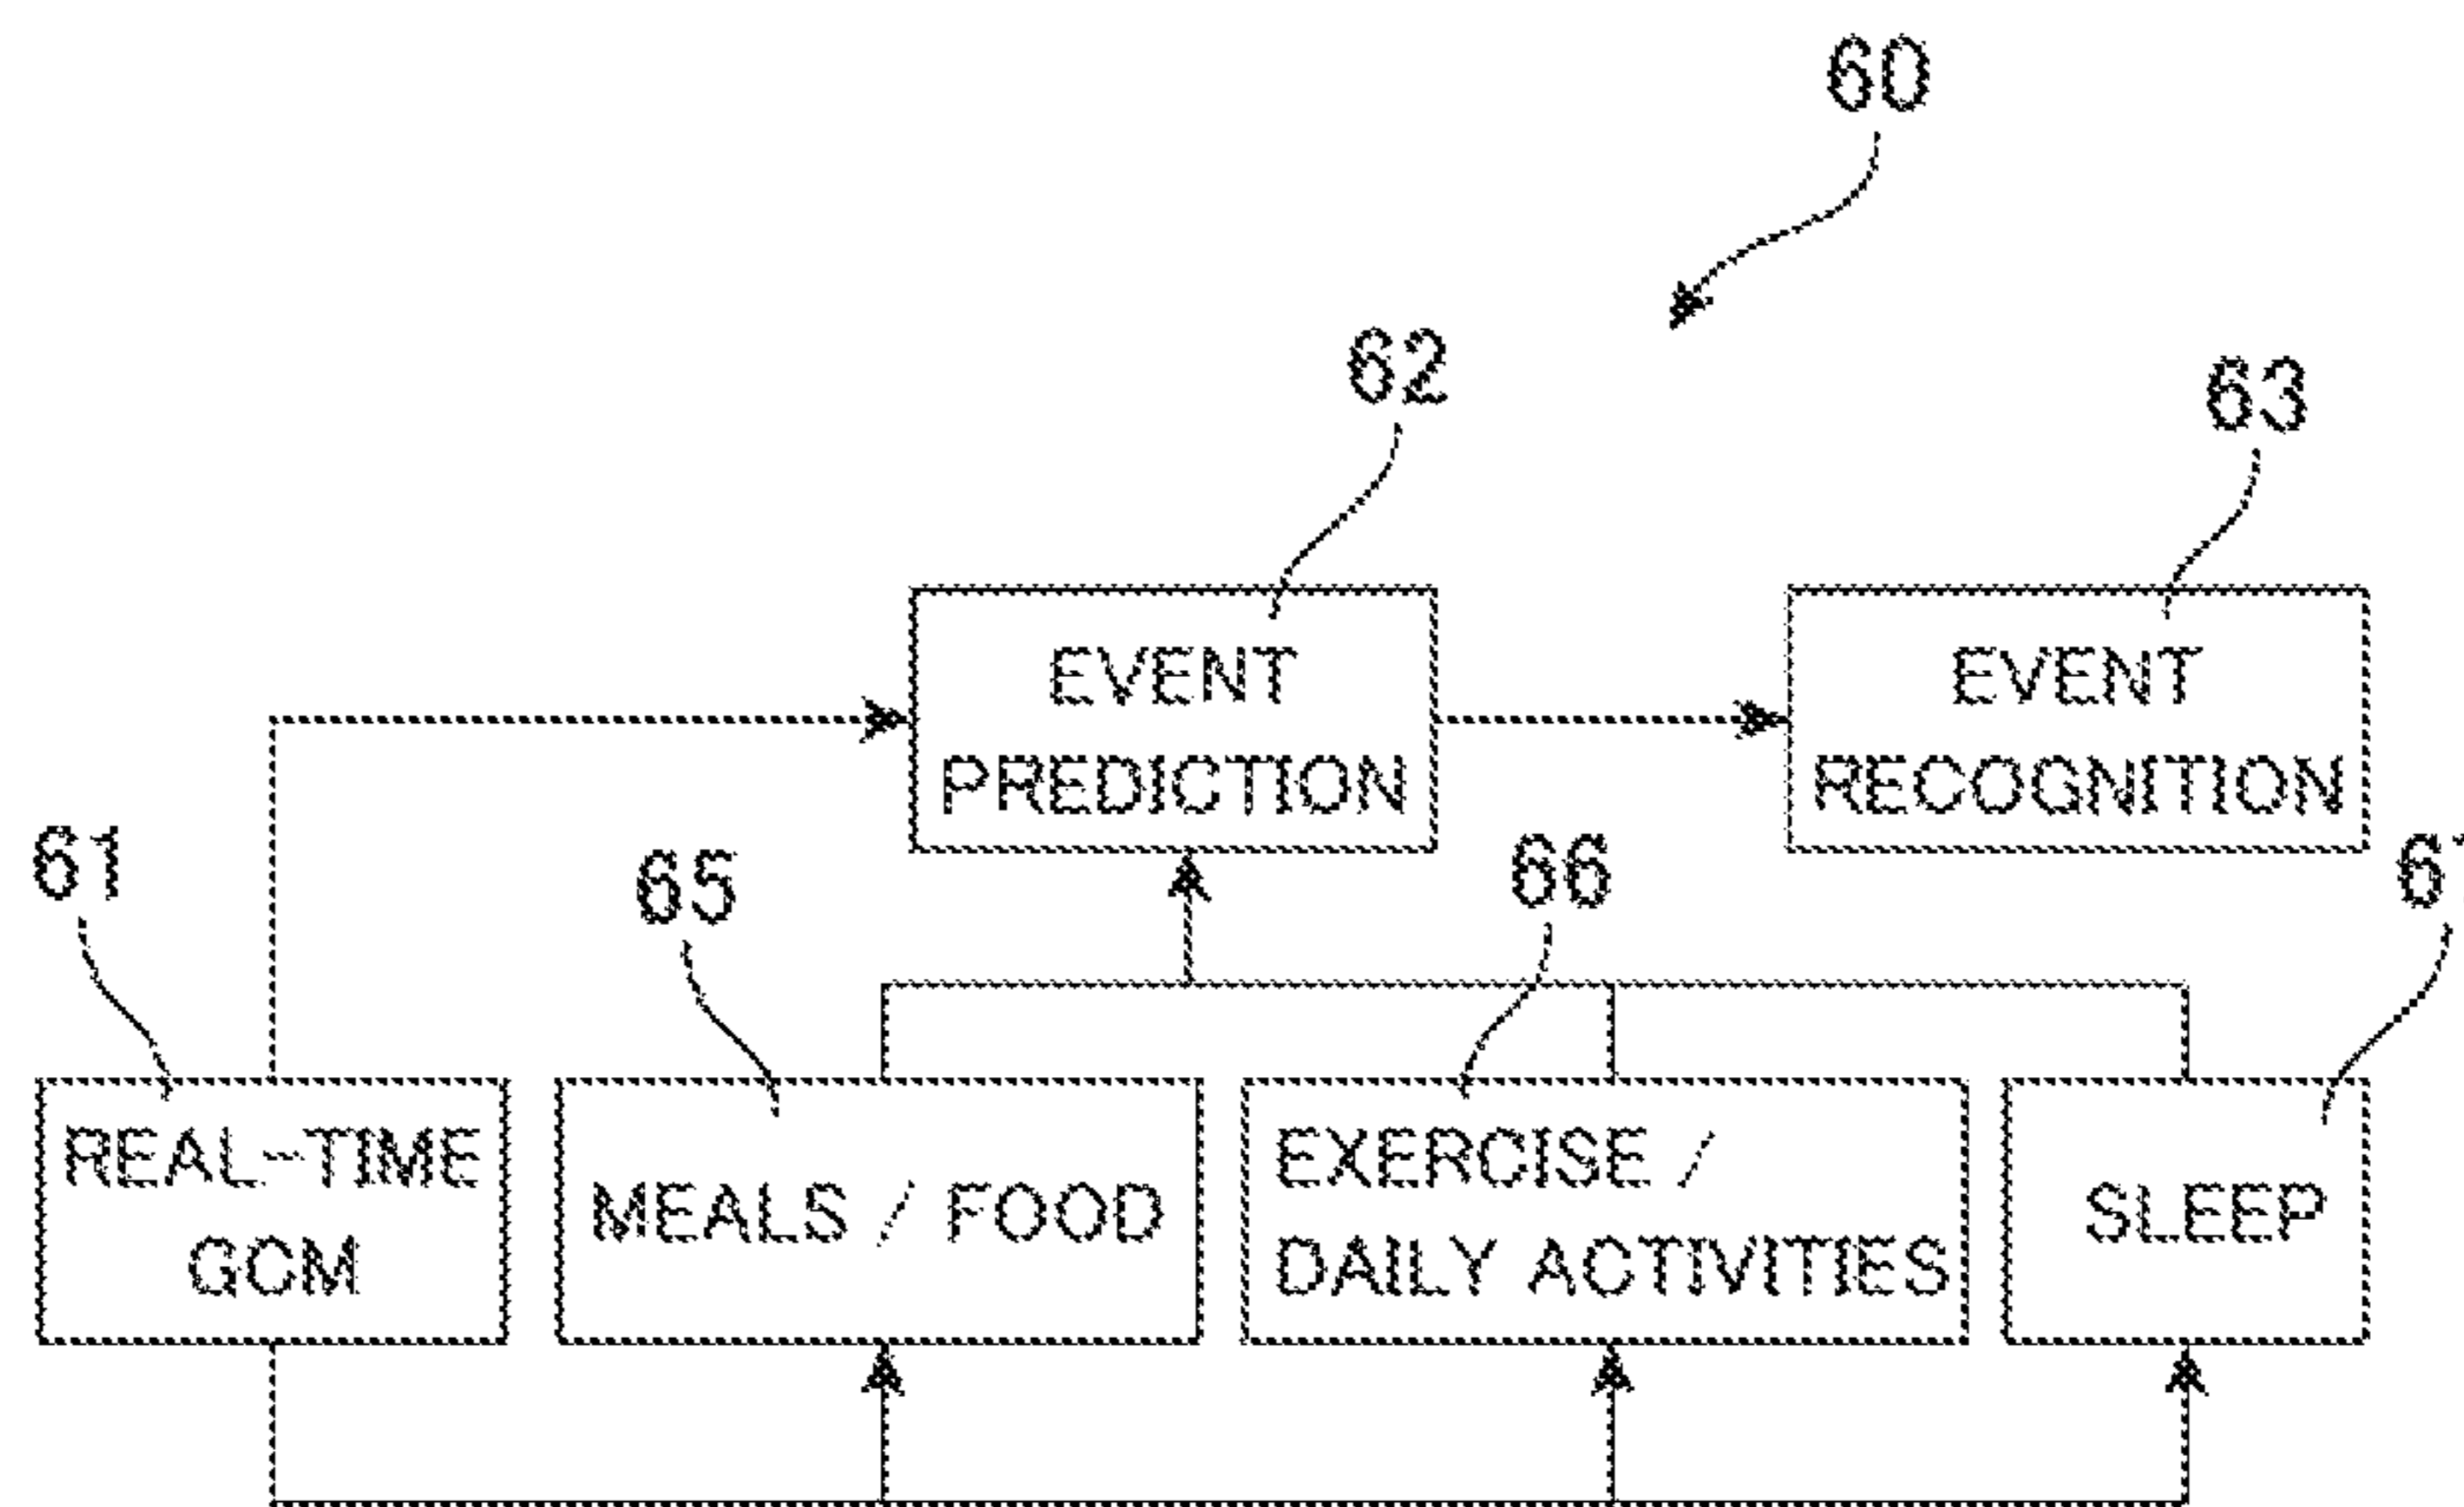 60
62
63
EVENT
PREDICTION
EVENT
RECOGNITION
61
65
66
REAL-TIME
GCM
MEALS / FOOD
EXERCISE /
DAILY ACTIVITIES
SLEEP